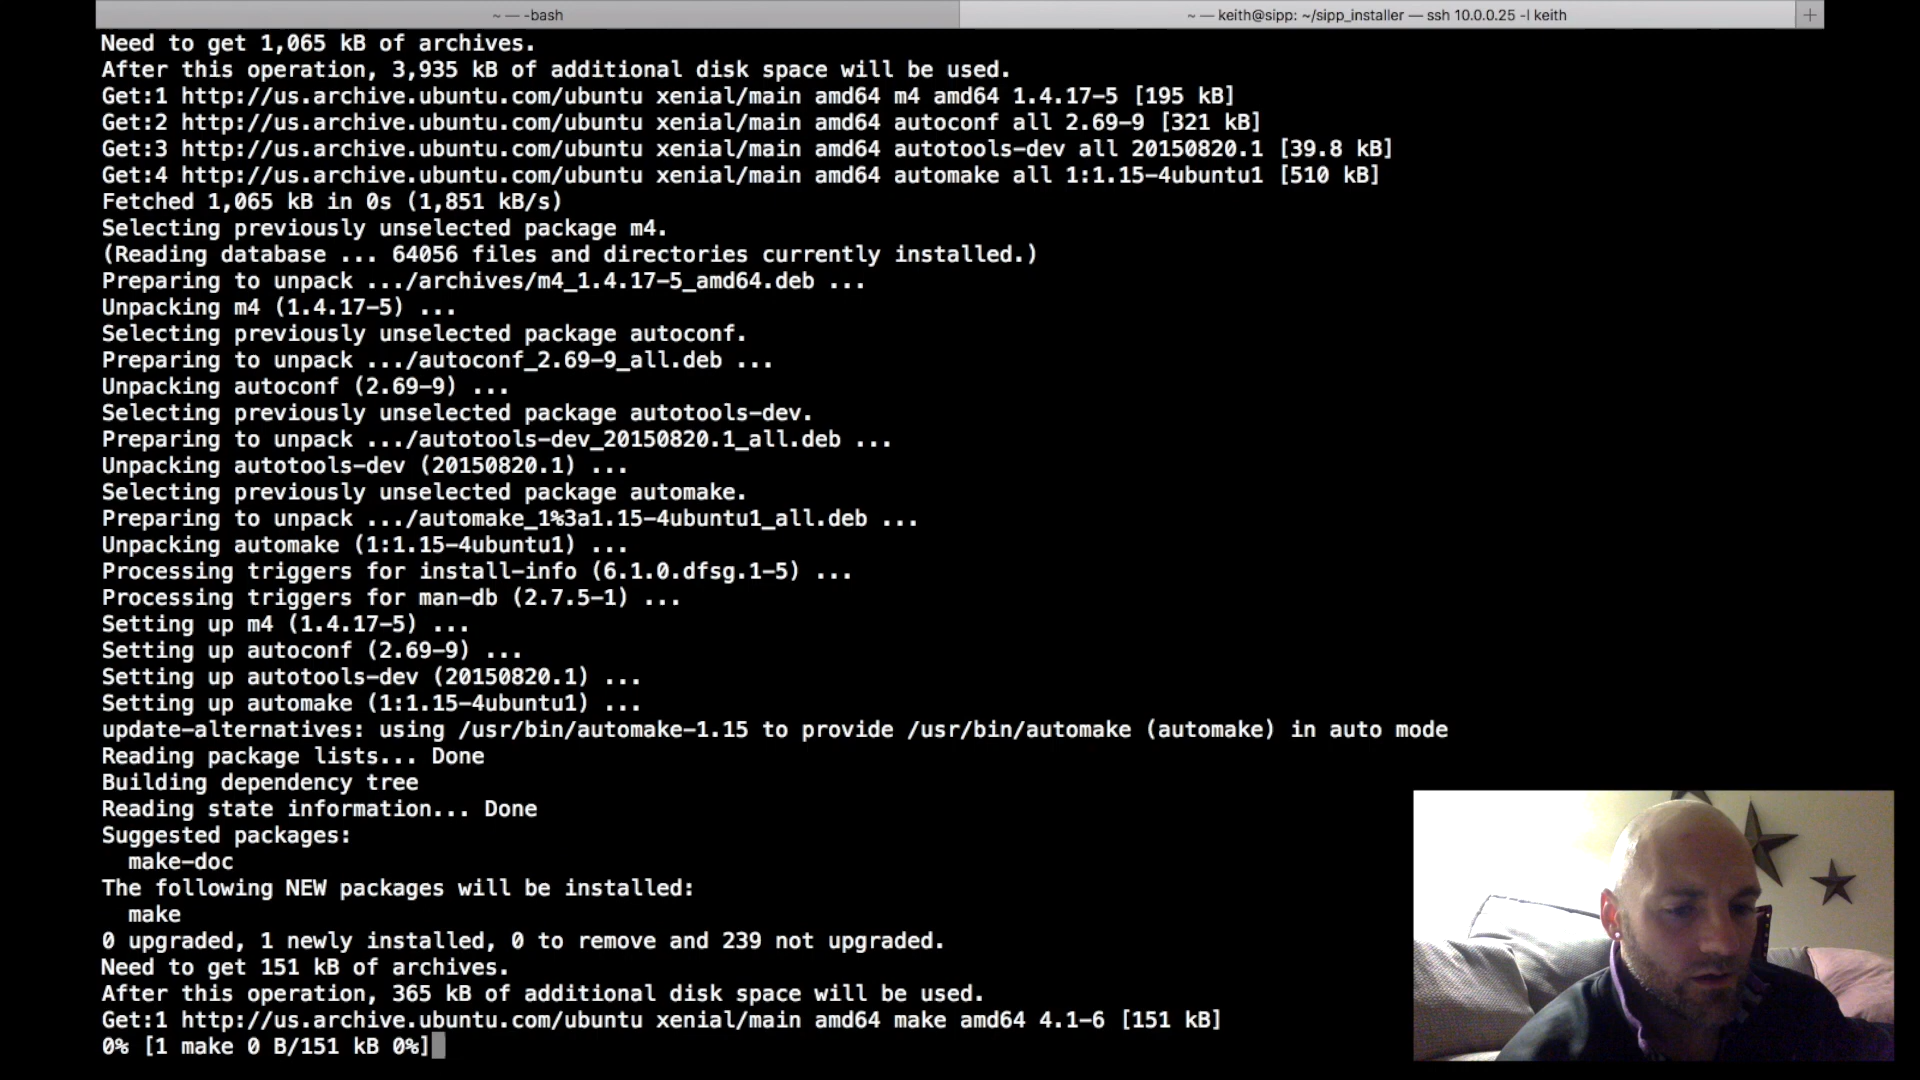 ~ — -bash
~ — keith@sipp: ~/sipp_installer — ssh 10.0.0.25 -l keith
Need to get 1,065 kB of archives.
After this operation, 3,935 kB of additional disk space will be used.
Get:1 http://us.archive.ubuntu.com/ubuntu xenial/main amd64 m4 amd64 1.4.17-5 [195 kB]
Get:2 http://us.archive.ubuntu.com/ubuntu xenial/main amd64 autoconf all 2.69-9 [321 kB]
Get:3 http://us.archive.ubuntu.com/ubuntu xenial/main amd64 autotools-dev all 20150820.1 [39.8 kB]
Get:4 http://us.archive.ubuntu.com/ubuntu xenial/main amd64 automake all 1:1.15-4ubuntu1 [510 kB]
Fetched 1,065 kB in 0s (1,851 kB/s)
Selecting previously unselected package m4.
(Reading database ... 64056 files and directories currently installed.)
Preparing to unpack .../archives/m4_1.4.17-5_amd64.deb ...
Unpacking m4 (1.4.17-5) ...
Selecting previously unselected package autoconf.
Preparing to unpack .../autoconf_2.69-9_all.deb ...
Unpacking autoconf (2.69-9) ...
Selecting previously unselected package autotools-dev.
Preparing to unpack .../autotools-dev_20150820.1_all.deb ...
Unpacking autotools-dev (20150820.1) ...
Selecting previously unselected package automake.
Preparing to unpack .../automake_1%3a1.15-4ubuntu1_all.deb ...
Unpacking automake (1:1.15-4ubuntu1) ...
Processing triggers for install-info (6.1.0.dfsg.1-5) ...
Processing triggers for man-db (2.7.5-1) ...
Setting up m4 (1.4.17-5) ...
Setting up autoconf (2.69-9) ...
Setting up autotools-dev (20150820.1) ...
Setting up automake (1:1.15-4ubuntu1) ...
update-alternatives: using /usr/bin/automake-1.15 to provide /usr/bin/automake (automake) in auto mode
Reading package lists... Done
Building dependency tree
Reading state information... Done
Suggested packages:
make-doc
The following NEW packages will be installed:
make
0 upgraded, 1 newly installed, 0 to remove and 239 not upgraded.
Need to get 151 kB of archives.
After this operation, 365 kB of additional disk space will be used.
Get:1 http://us.archive.ubuntu.com/ubuntu xenial/main amd64 make amd64 4.1-6 [151 kB]
0% [1 make 0 B/151 kB 0%]